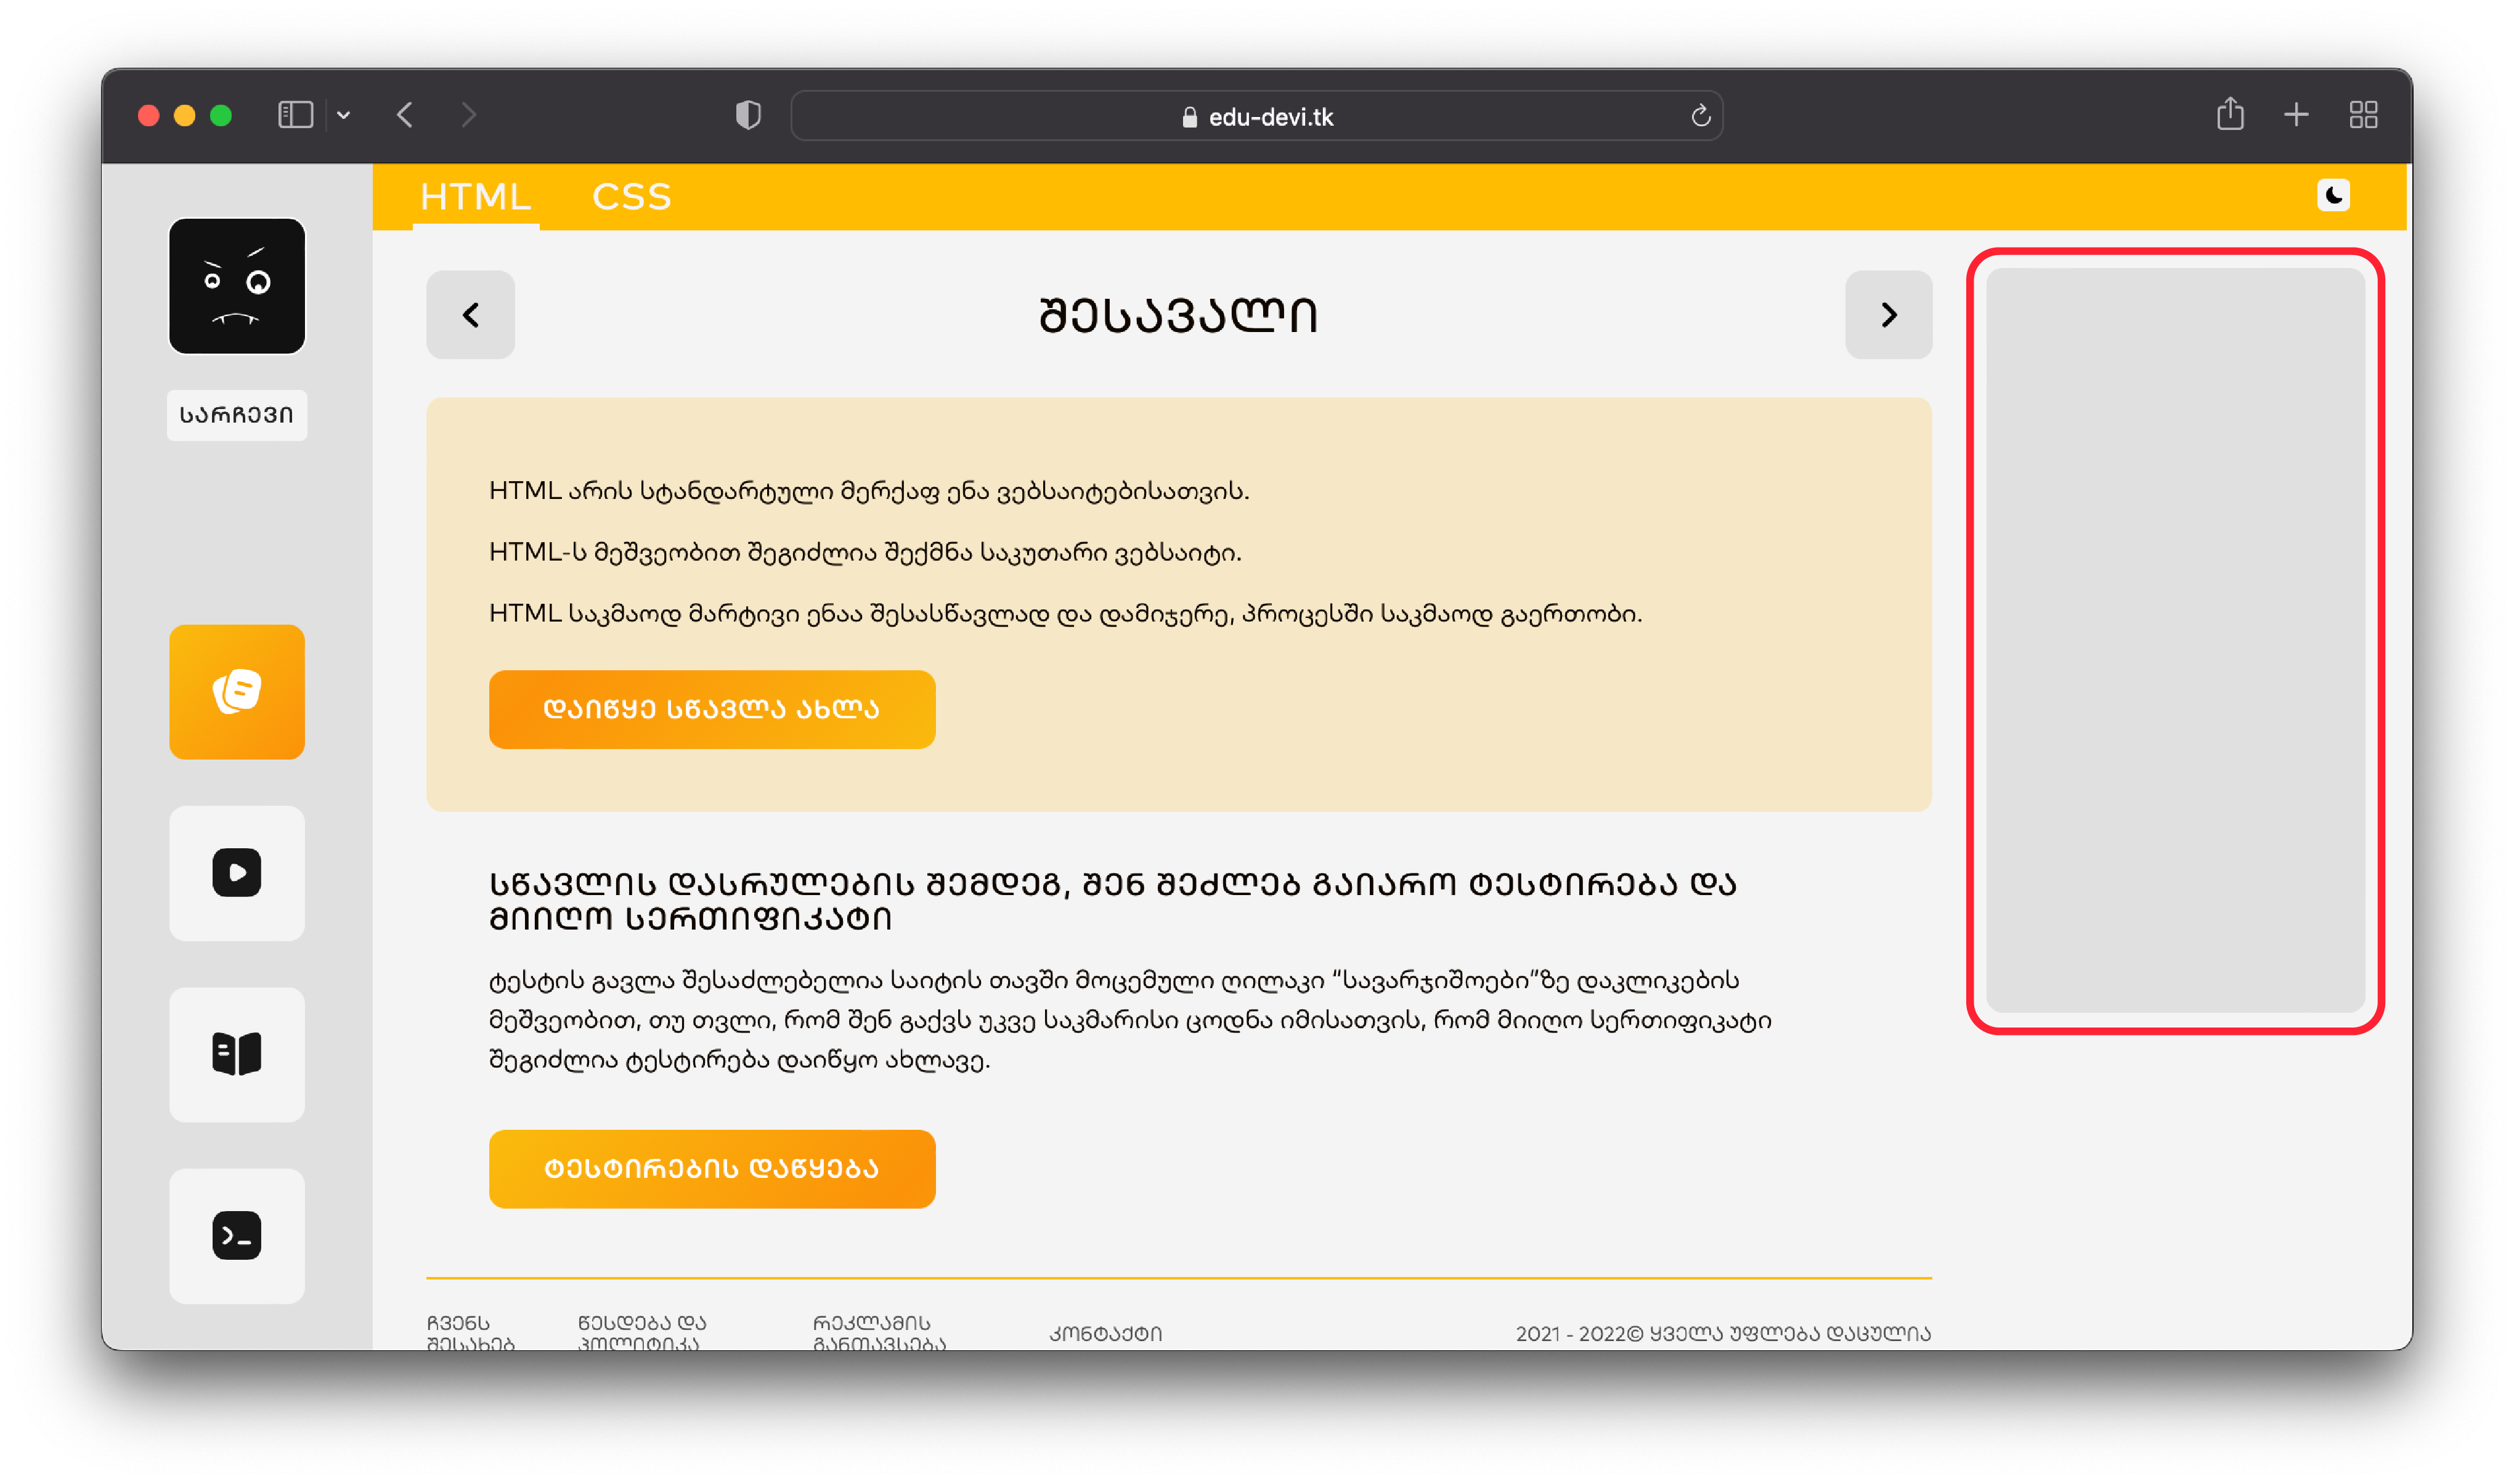 edu-devi.tk
HTML
CSS
სარჩევი
შესავალი
HTML არის სტანდარტული მერქაფ ენა ვებსაიტებისათვის.
HTML-ს მეშვეობით შეგიძლია შექმნა საკუთარი ვებსაიტი.
HTML საკმაოდ მარტივი ენაა შესასწავლად და დამიჯერე, პროცესში საკმაოდ გაერთობი.
დაიწყე სწავლა ახლა
სწავლის დასრულების შემდეგ, შენ შეძლებ გაიარო ტესტირება და
მიიღო სერთიფიკატი
ტესტის გავლა შესაძლებელია საიტის თავში მოცემული ღილაკი “სავარჯიშოები”ზე დაკლიკების
მეშვეობით, თუ თვლი, რომ შენ გაქვს უკვე საკმარისი ცოდნა იმისათვის, რომ მიიღო სერთიფიკატი
შეგიძლია ტესტირება დაიწყო ახლავე.
ტესტირების დაწყება
ჩვენს
შესახებ
წესდება და
პოლიტიკა
რეკლამის
განთავსება
კონტაქტი
2021 - 2022© ყველა უფლება დაცულია